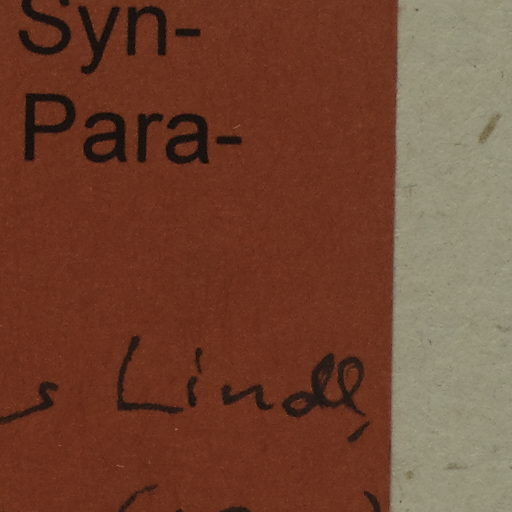 Syn-
Para-
s Lindl,